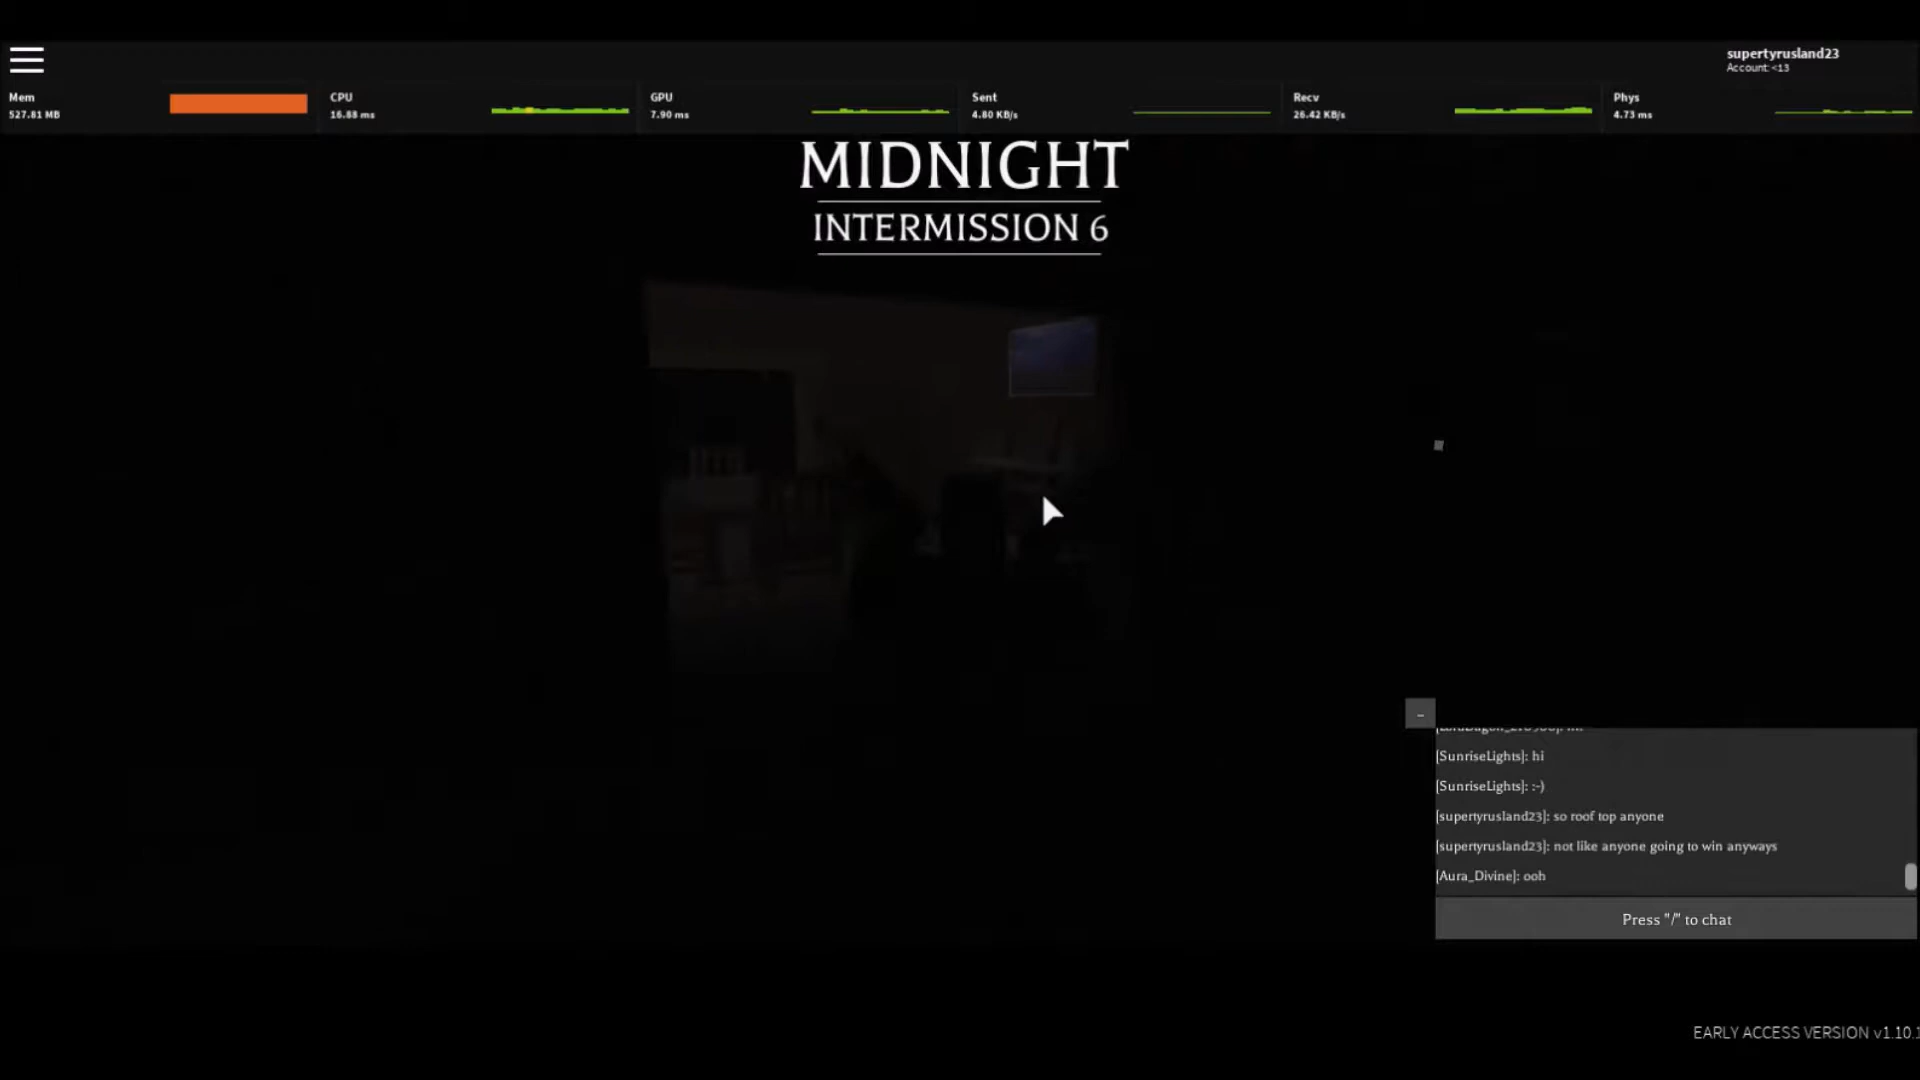 supertyrusland23
Account: <13
Mem
527.81 MB
CPU
16.88 ms
GPU
7.90 ms
Sent
4.80 KB/s
Recv
26.42 KB/s
Phys
4.73 ms
MIDNIGHT
INTERMISSION 6
-
[SunriseLights]: hi
[SunriseLights]: :-)
[supertyrusland23]: so roof top anyone
[supertyrusland23]: not like anyone going to win anyways
[Aura_Divine]: ooh
Press "/" to chat
EARLY ACCESS VERSION v1.10.1